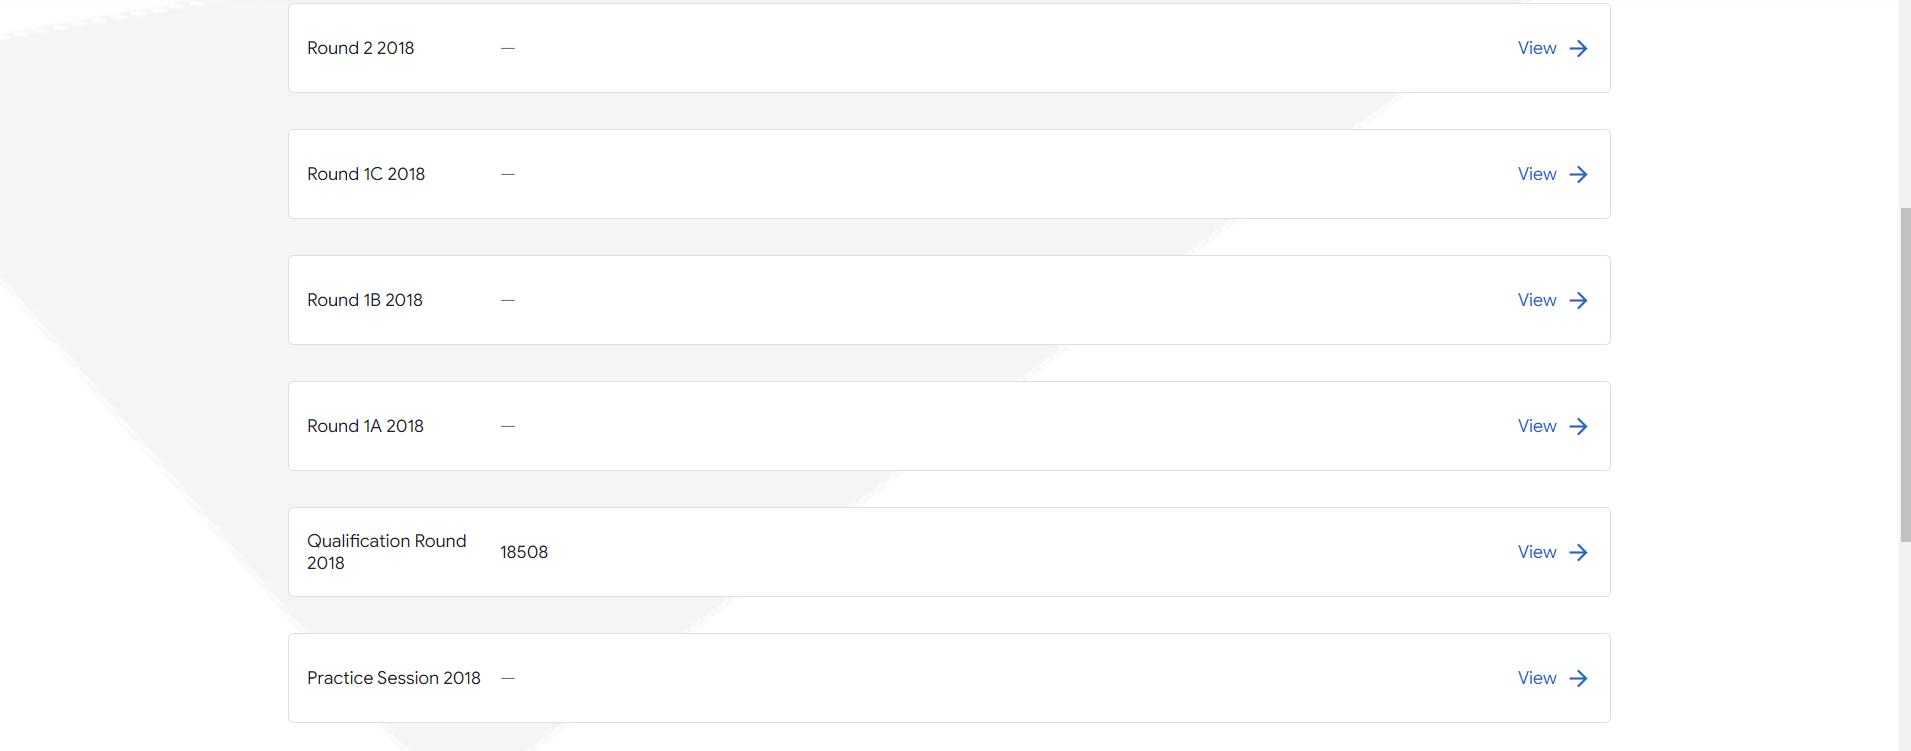 Round 2 2018 — View
Round 1C 2018 — View
Round 1B 2018 — View
Round 1A 2018 — View
Qualification Round
2018
18508 View
Practice Session 2018 — View